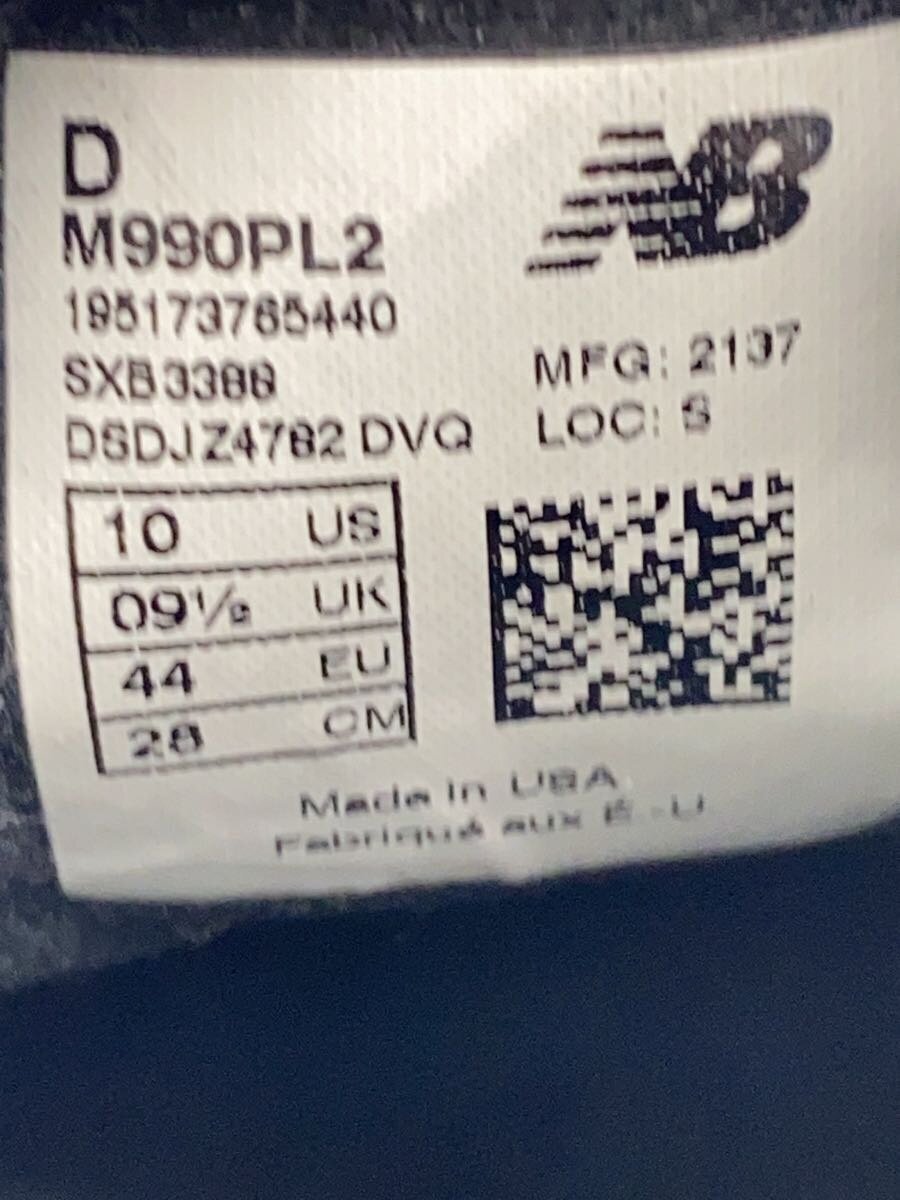 D
NB
M990PL2
195173765440
SXB3388
MFG: 2137
DSDJZ4782 DVQ
LOC: S
10 US
09½ UK
44 EU
28 CM
Made in USA
Fabriqué aux É.-U